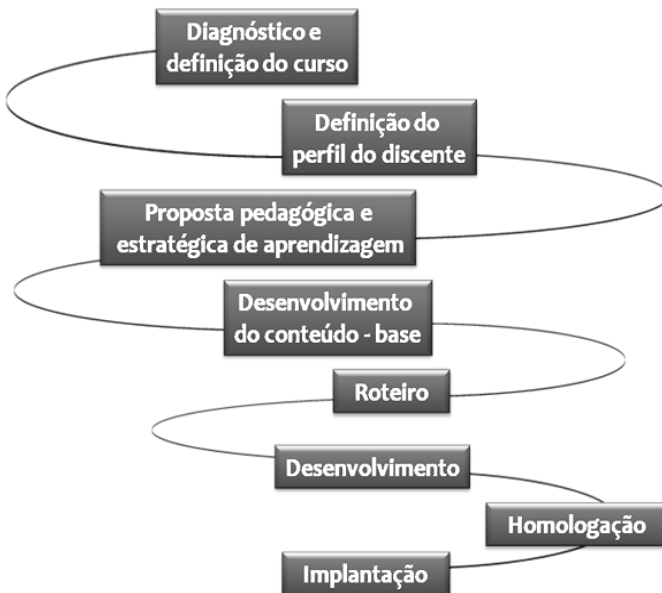 Diagnóstico e
definição do curso
Definição do
perfil do discente
Proposta pedagógica e
estratégica de aprendizagem
Desenvolvimento
do conteúdo - base
Roteiro
Desenvolvimento
Homologação
Implantação